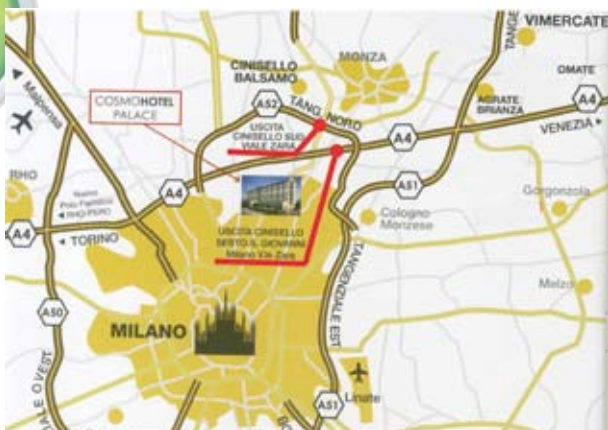 VIMERCATE
CINISELLO
BALSAMO
MONZA
OMATE
Malpensa
COSMOHOTEL
PALACE
A52
TANG. NORD
AGRATE
BRIANZA
A4
USCITA
CINISELLO SUD
VIALE ZARA
A4
VENEZIA
RHO
A4
A51
Gorgonzola
RHO-PERO
A4
TORINO
USCITA CINISELLO
SESTO S. GIOVANNI
Milano V.le Zara
Cologno
Monzese
TANGENZIALE EST
Melzo
A50
MILANO
Linate
A51